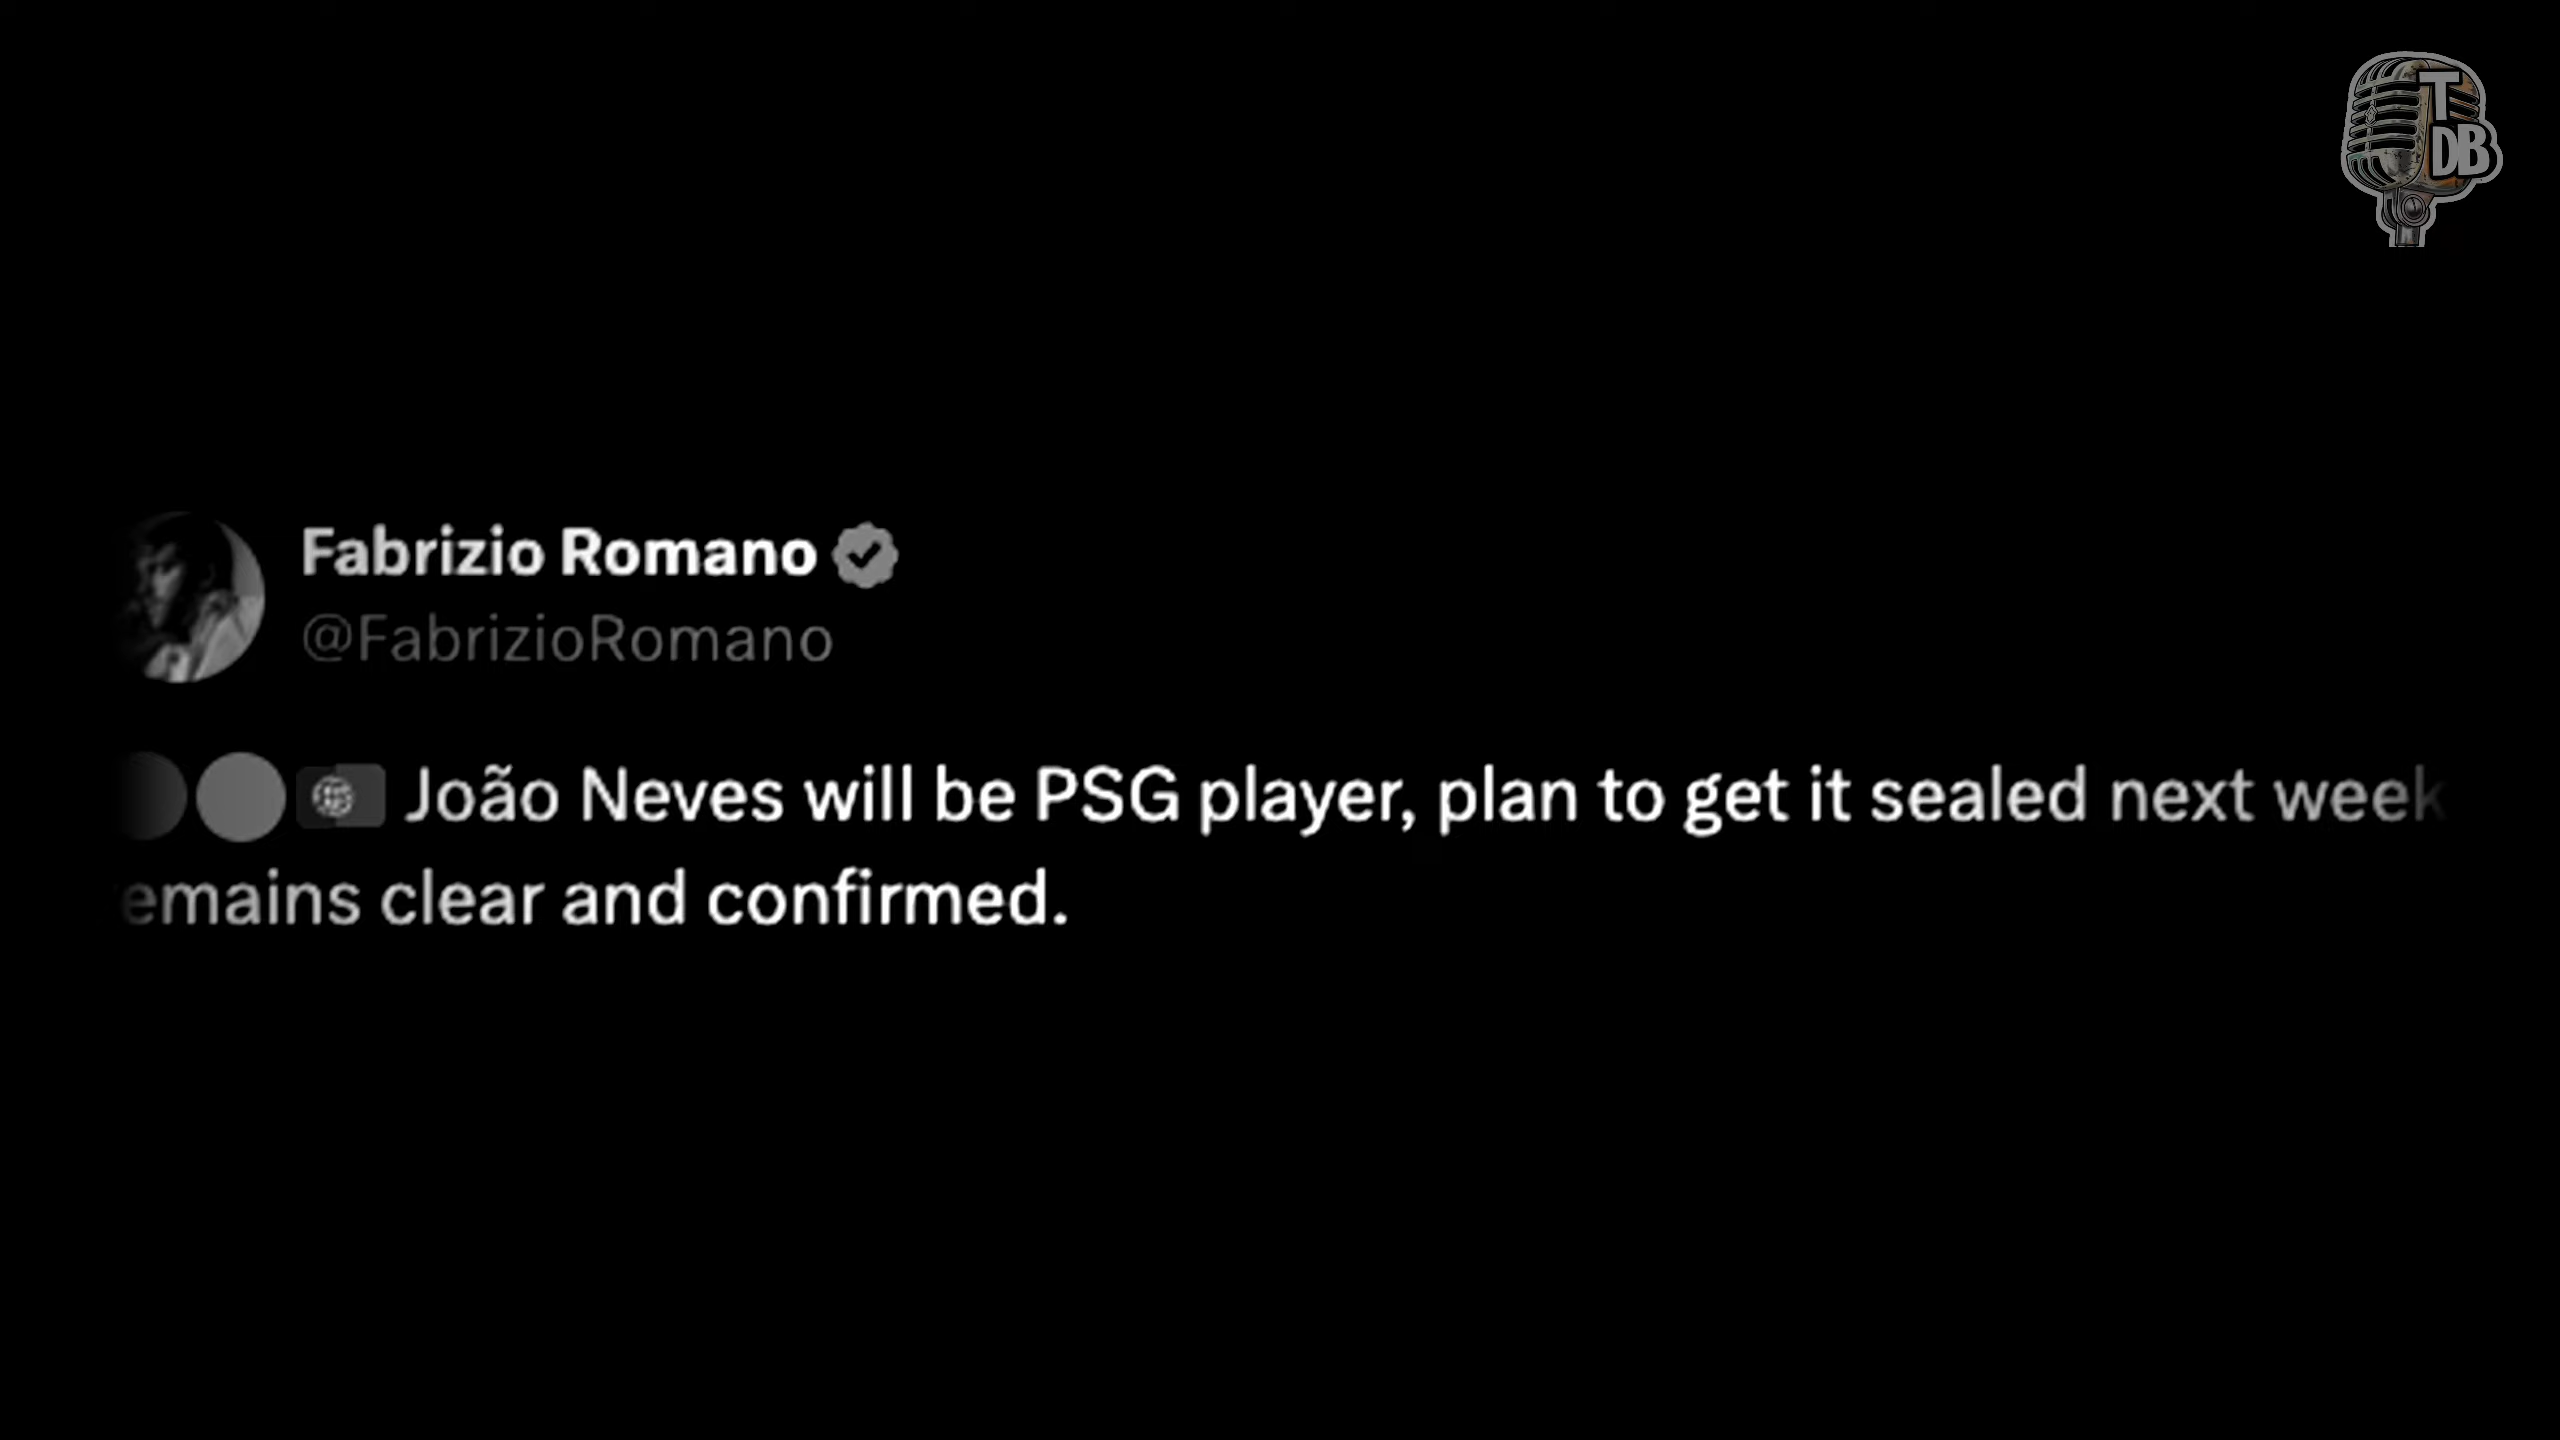 T
DB
Fabrizio Romano
@FabrizioRomano
João Neves will be PSG player, plan to get it sealed next week
emains clear and confirmed.